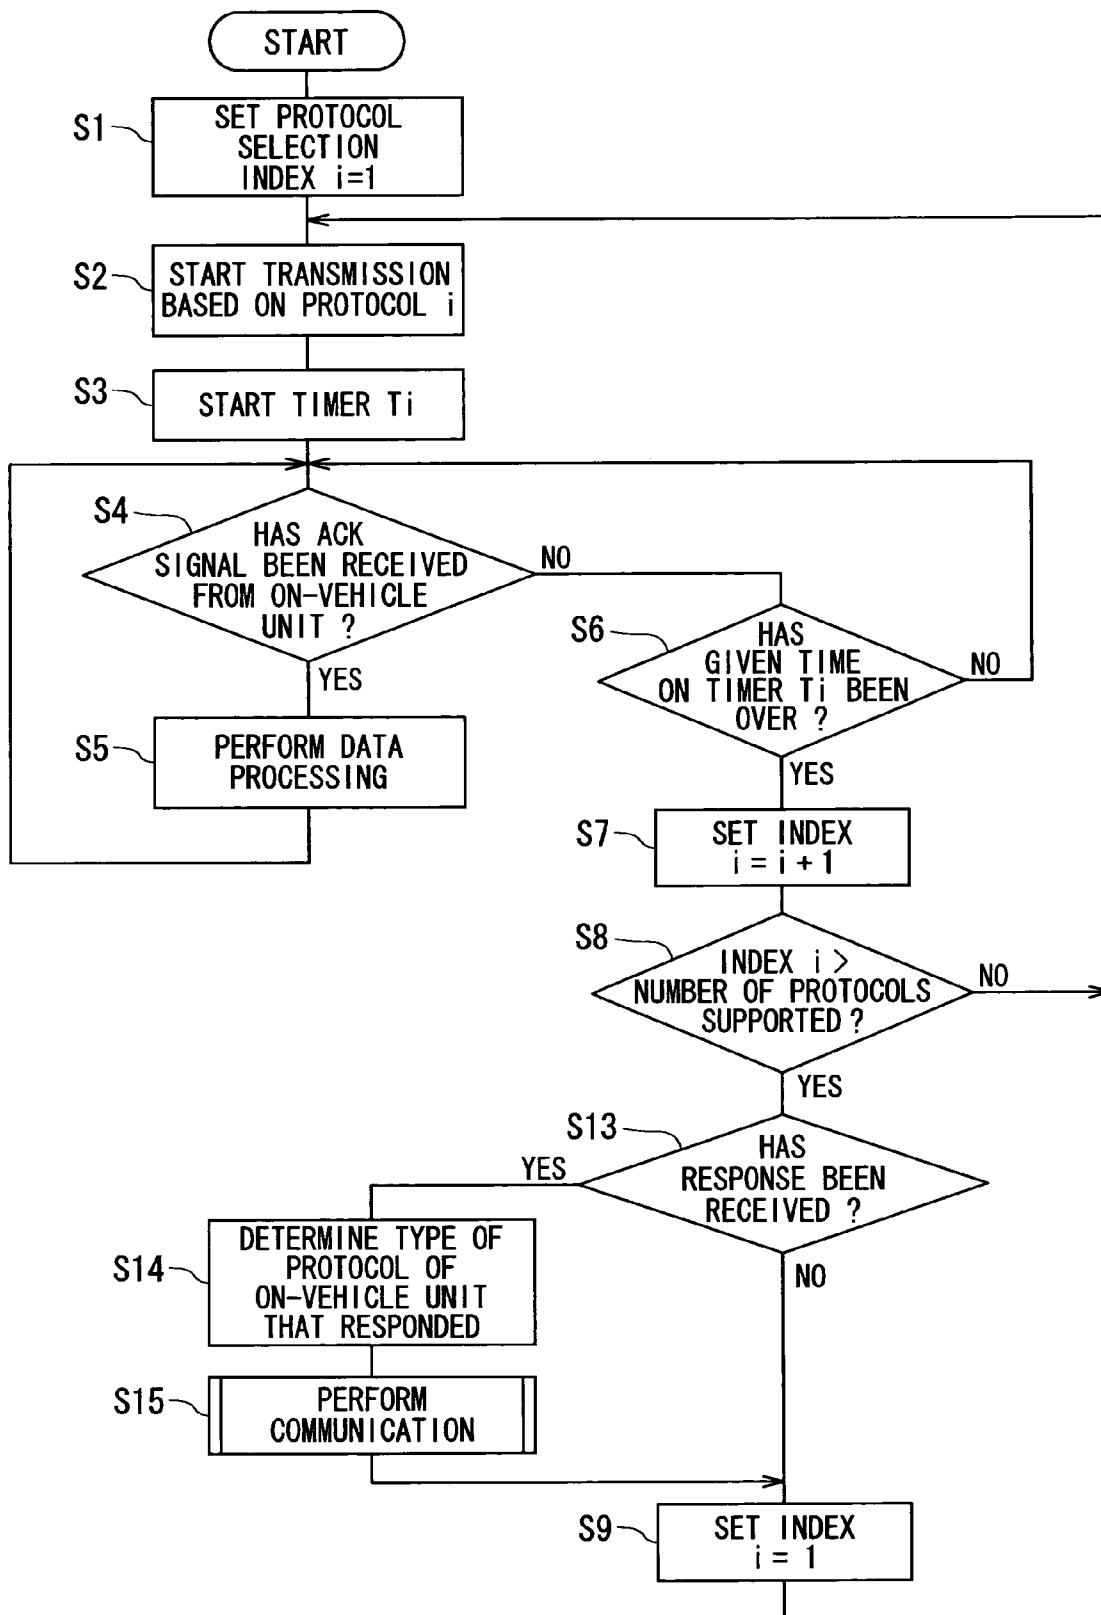 START
S1
SET PROTOCOL
SELECTION
INDEX i=1
S2
START TRANSMISSION
BASED ON PROTOCOL i
S3
START TIMER Ti
S4
HAS ACK
SIGNAL BEEN RECEIVED
FROM ON-VEHICLE
UNIT ?
NO
YES
S5
PERFORM DATA
PROCESSING
S6
HAS
GIVEN TIME
ON TIMER Ti BEEN
OVER ?
NO
YES
S7
SET INDEX
i = i + 1
S8
INDEX i >
NUMBER OF PROTOCOLS
SUPPORTED ?
NO
YES
S13
HAS
RESPONSE BEEN
RECEIVED ?
YES
NO
S14
DETERMINE TYPE OF
PROTOCOL OF
ON-VEHICLE UNIT
THAT RESPONDED
S15
PERFORM
COMMUNICATION
S9
SET INDEX
i = 1